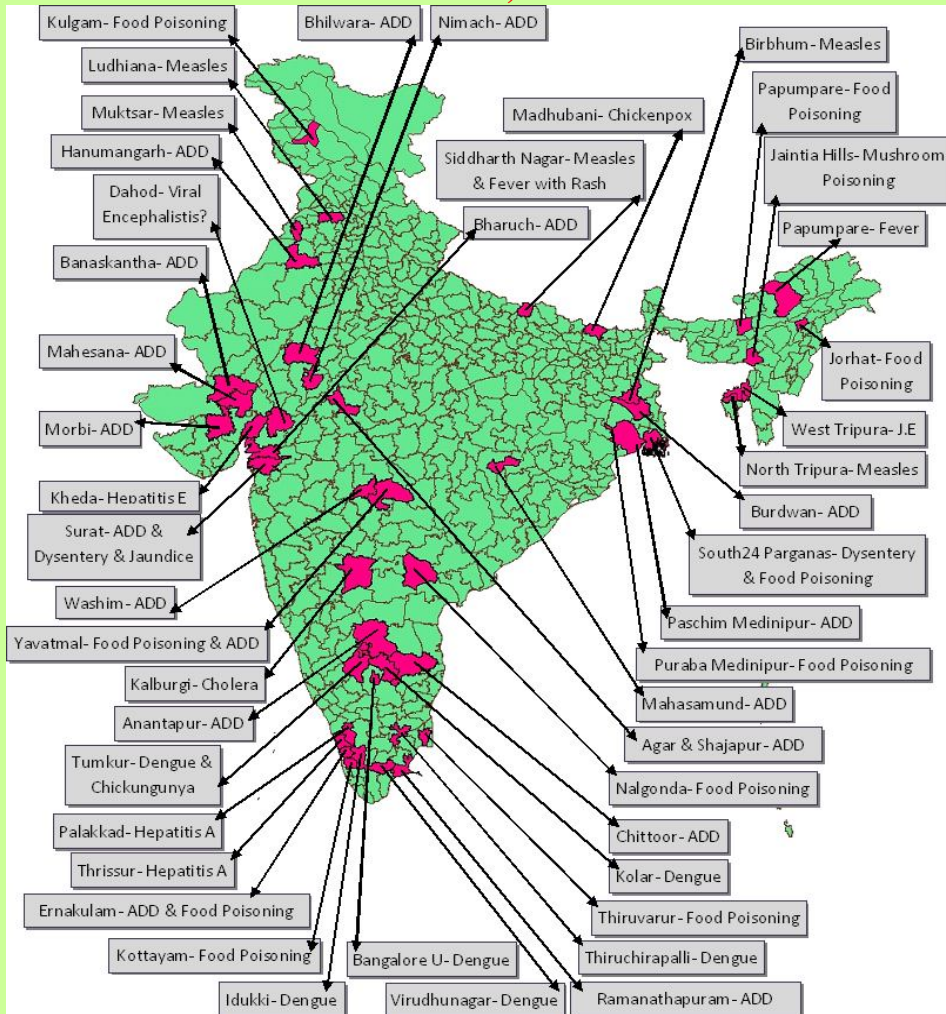 Kulgam- Food Poisoning
Bhilwara- ADD
Nimach- ADD
Ludhiana- Measles
Muktsar- Measles
Hanumangarh- ADD
Dahod- Viral
Encephalistis?
Banaskantha- ADD
Mahesana- ADD
Morbi- ADD
Kheda- Hepatitis E
Surat- ADD &
Dysentery & Jaundice
Washim- ADD
Yavatmal- Food Poisoning & ADD
Kalburgi- Cholera
Anantapur- ADD
Tumkur- Dengue &
Chickungunya
Palakkad- Hepatitis A
Thrissur- Hepatitis A
Ernakulam- ADD & Food Poisoning
Kottayam- Food Poisoning
Idukki- Dengue
Bangalore U- Dengue
Virudhunagar- Dengue
Madhubani- Chickenpox
Siddharth Nagar- Measles
& Fever with Rash
Bharuch- ADD
Birbhum- Measles
Papumpare- Food
Poisoning
Jaintia Hills- Mushroom
Poisoning
Papumpare- Fever
Jorhat- Food
Poisoning
West Tripura- J.E
North Tripura- Measles
Burdwan- ADD
South24 Parganas- Dysentery
& Food Poisoning
Paschim Medinipur- ADD
Puraba Medinipur- Food Poisoning
Mahasamund- ADD
Agar & Shajapur- ADD
Nalgonda- Food Poisoning
Chittoor- ADD
Kolar- Dengue
Thiruvarur- Food Poisoning
Thiruchirapalli- Dengue
Ramanathapuram- ADD